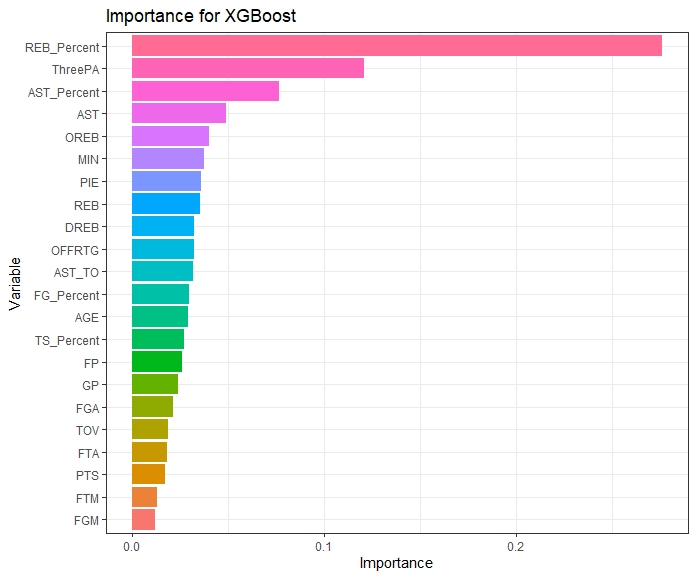 Importance for XGBoost
Variable
REB_Percent
ThreePA
AST_Percent
AST
OREB
MIN
PIE
REB
DREB
OFFRTG
AST_TO
FG_Percent
AGE
TS_Percent
FP
GP
FGA
TOV
FTA
PTS
FTM
FGM
0.0 0.1 0.2
Importance